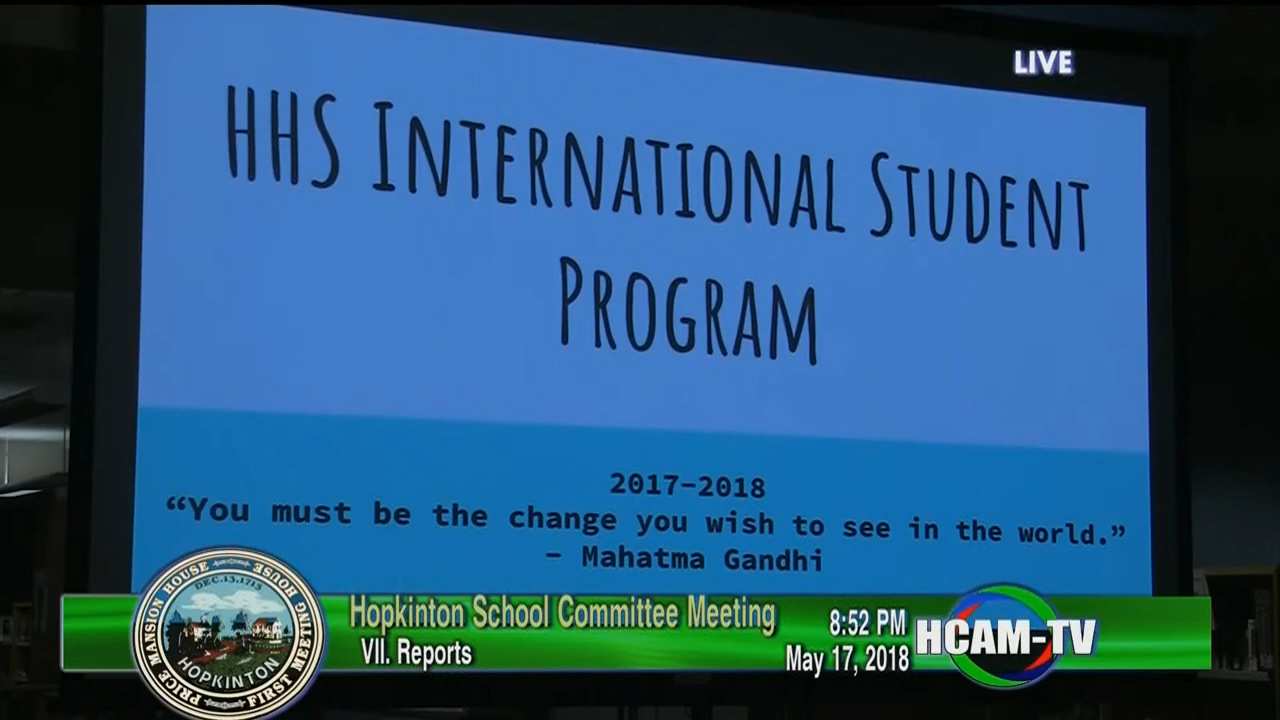 LIVE
HHS INTERNATIONAL STUDENT
PROGRAM
2017-2018
“You must be the change you wish to see in the world.”
- Mahatma Gandhi
PRICE MANSION HOUSE
FIRST MEETING HOUSE
DEC.13.1715
HOPKINTON
Hopkinton School Committee Meeting
VII. Reports
8:52 PM
May 17, 2018
HCAM-TV